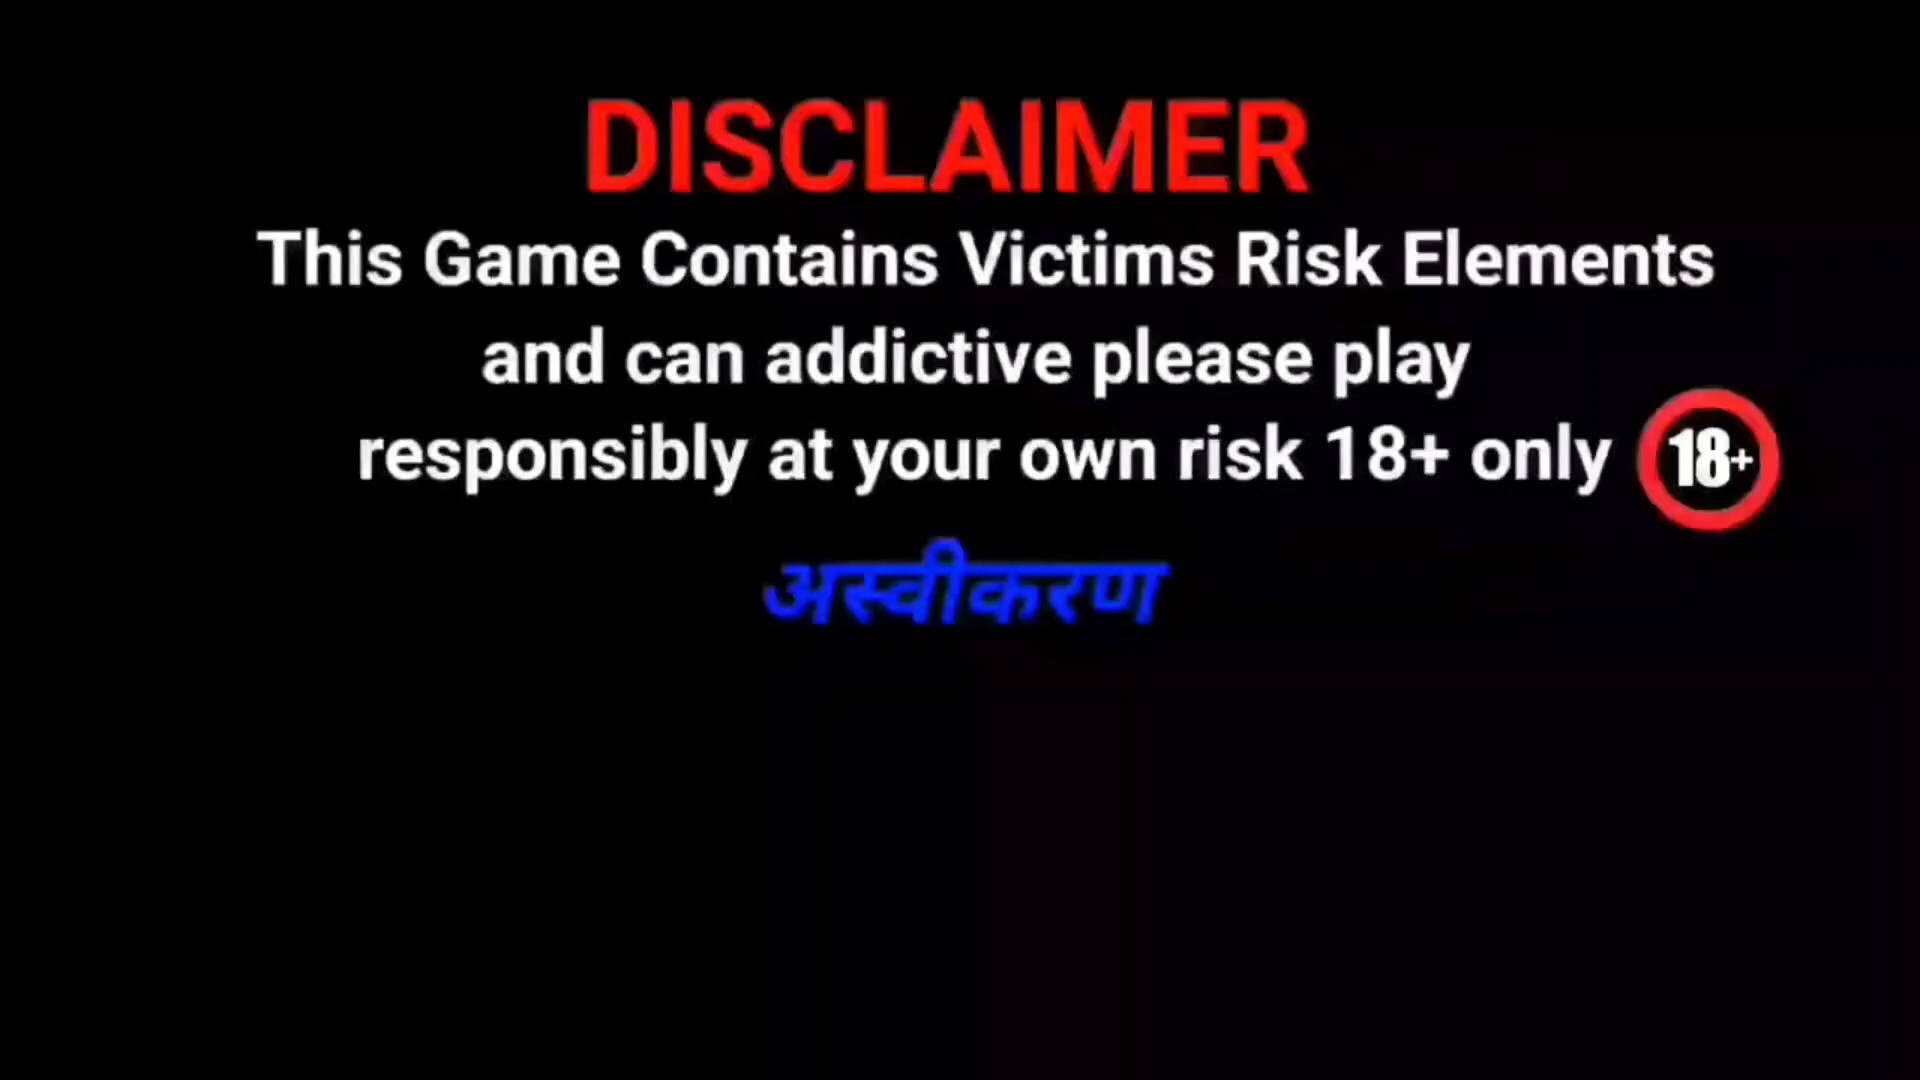 DISCLAIMER
This Game Contains Victims Risk Elements
and can addictive please play
responsibly at your own risk 18+ only
18+
अस्वीकरण